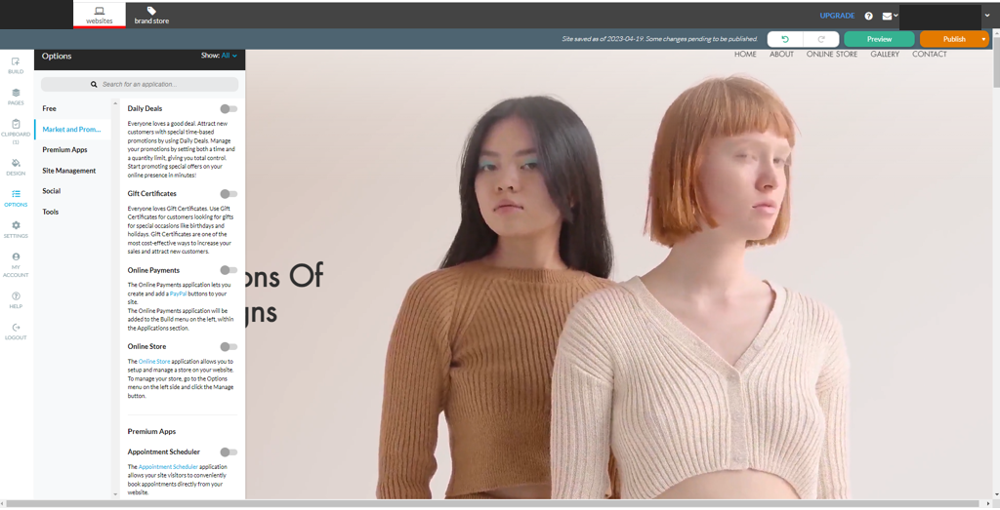 websites
brand store
UPGRADE
Site saved as of 2023-04-19. Some changes pending to be published.
Preview
Publish
Options
Show: All
HOME ABOUT ONLINE STORE GALLERY CONTACT
BUILD
PAGES
CLIPBOARD
(1)
DESIGN
OPTIONS
SETTINGS
MY
ACCOUNT
HELP
LOGOUT
Search for an application...
Free
Market and Prom...
Premium Apps
Site Management
Social
Tools
Daily Deals
Everyone loves a good deal. Attract new
customers with special time-based
promotions by using Daily Deals. Manage
your promotions by setting both a time and
a quantity limit, giving you total control.
Start promoting special offers on your
online presence in minutes!
Gift Certificates
Everyone loves Gift Certificates. Use Gift
Certificates for customers looking for gifts
for special occasions like birthdays and
holidays. Gift Certificates are one of the
most cost-effective ways to increase your
sales and attract new customers.
Online Payments
The Online Payments application lets you
create and add a PayPal buttons to your
site.
The Online Payments application will be
added to the Build menu on the left, within
the Applications section.
Online Store
The Online Store application allows you to
setup and manage a store on your website.
To manage your store, go to the Options
menu on the left side and click the Manage
button.
Premium Apps
Appointment Scheduler
The Appointment Scheduler application
allows your site visitors to conveniently
book appointments directly from your
website.
ons Of
gns